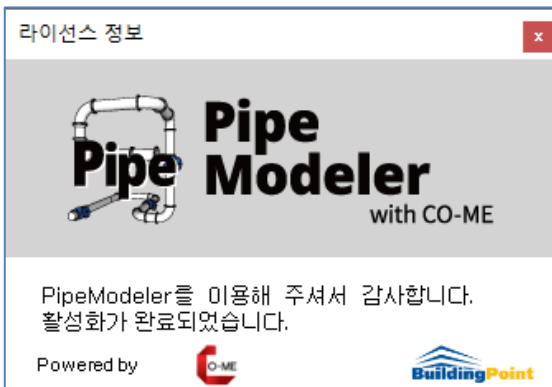 라이선스 정보
x
Pipe
Pipe
Modeler
with CO-ME
PipeModeler를 이용해 주셔서 감사합니다.
활성화가 완료되었습니다.
Powered by
O-ME
BuildingPoint